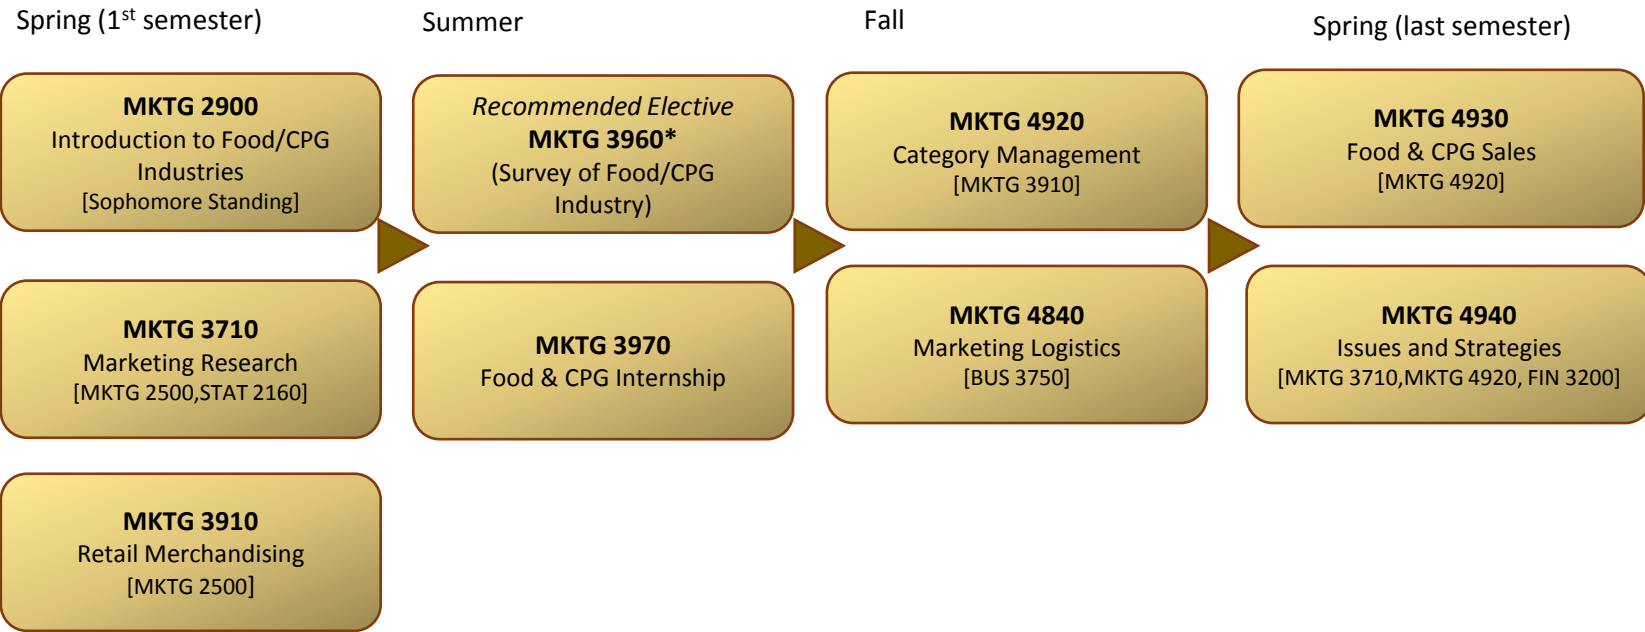 Spring (1st semester)
Summer
Fall
Spring (last semester)
MKTG 2900
Introduction to Food/CPG
Industries
[Sophomore Standing]
MKTG 3710
Marketing Research
[MKTG 2500,STAT 2160]
MKTG 3910
Retail Merchandising
[MKTG 2500]
Recommended Elective
MKTG 3960*
(Survey of Food/CPG
Industry)
MKTG 3970
Food & CPG Internship
MKTG 4920
Category Management
[MKTG 3910]
MKTG 4840
Marketing Logistics
[BUS 3750]
MKTG 4930
Food & CPG Sales
[MKTG 4920]
MKTG 4940
Issues and Strategies
[MKTG 3710,MKTG 4920, FIN 3200]